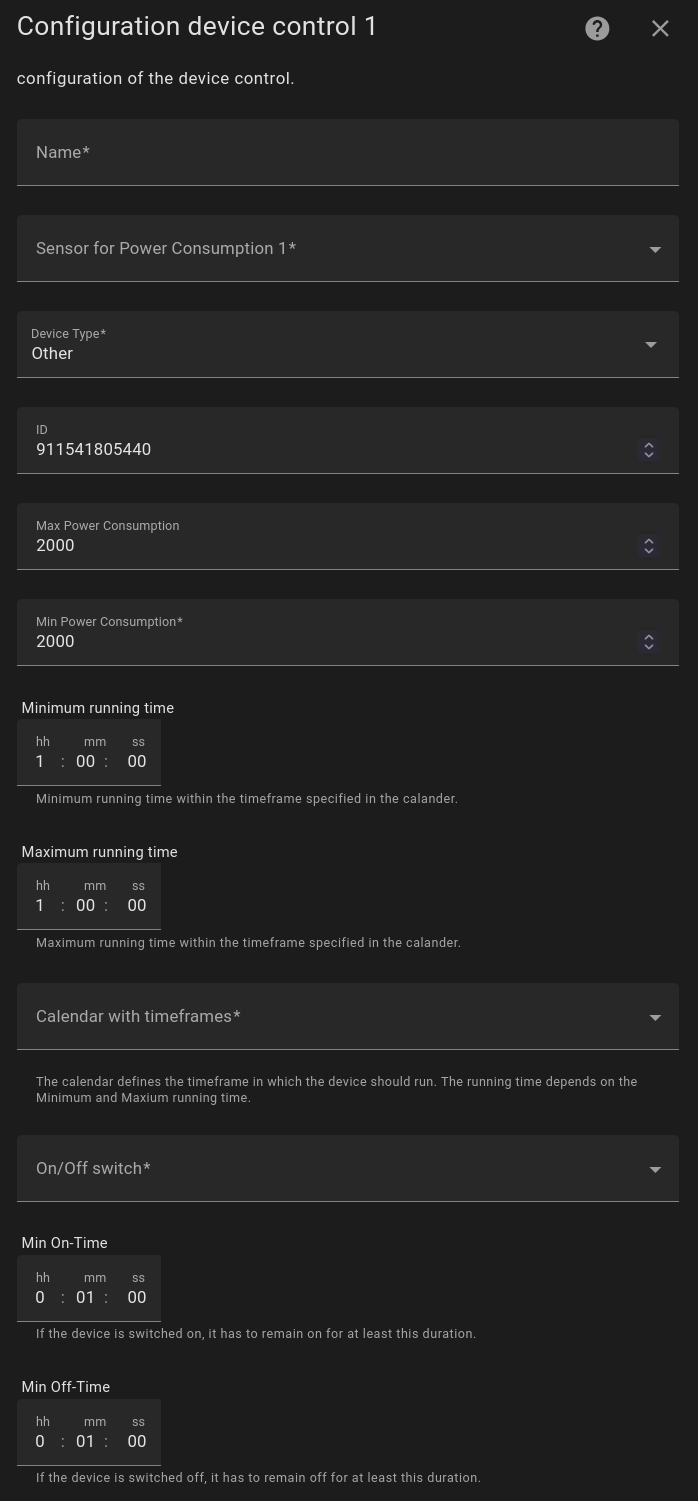 Configuration device control 1
configuration of the device control.
Name*
Sensor for Power Consumption 1*
Device Type*
Other
ID
911541805440
Max Power Consumption
2000
Min Power Consumption*
2000
Minimum running time
hh mm ss
1 : 00 : 00
Minimum running time within the timeframe specified in the calander.
Maximum running time
hh mm ss
1 : 00 : 00
Maximum running time within the timeframe specified in the calander.
Calendar with timeframes*
The calendar defines the timeframe in which the device should run. The running time depends on the
Minimum and Maxium running time.
On/Off switch*
Min On-Time
hh mm ss
0 : 01 : 00
If the device is switched on, it has to remain on for at least this duration.
Min Off-Time
hh mm ss
0 : 01 : 00
If the device is switched off, it has to remain off for at least this duration.